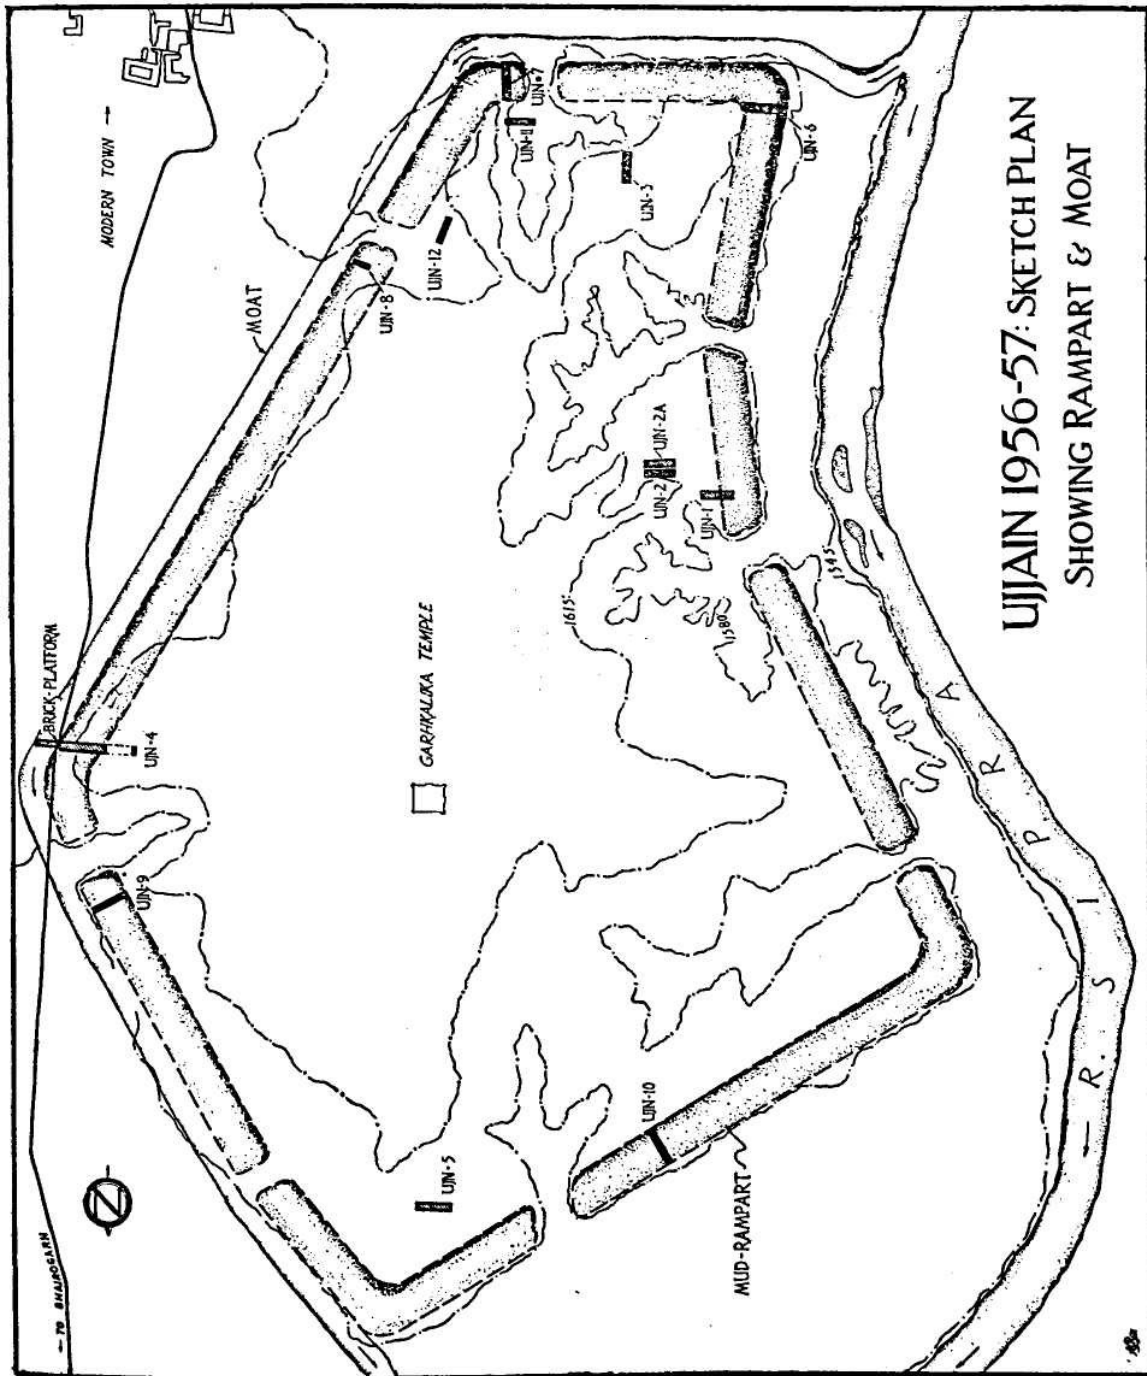 TO BHAIROGARH
MODERN TOWN
BRICK-PLATFORM
MOAT
N
UJN-4
UJN-9
UJN-8
UJN-12
UJN-7
UJN-11
UJN-3
UJN-6
GARHKALIKA TEMPLE
UJN-5
1615
UJN-2
UJN-2A
UJN-1
1580
1545
UJN-10
MUD-RAMPART
R. SIPRA
UJJAIN 1956-57: SKETCH PLAN
SHOWING RAMPART & MOAT